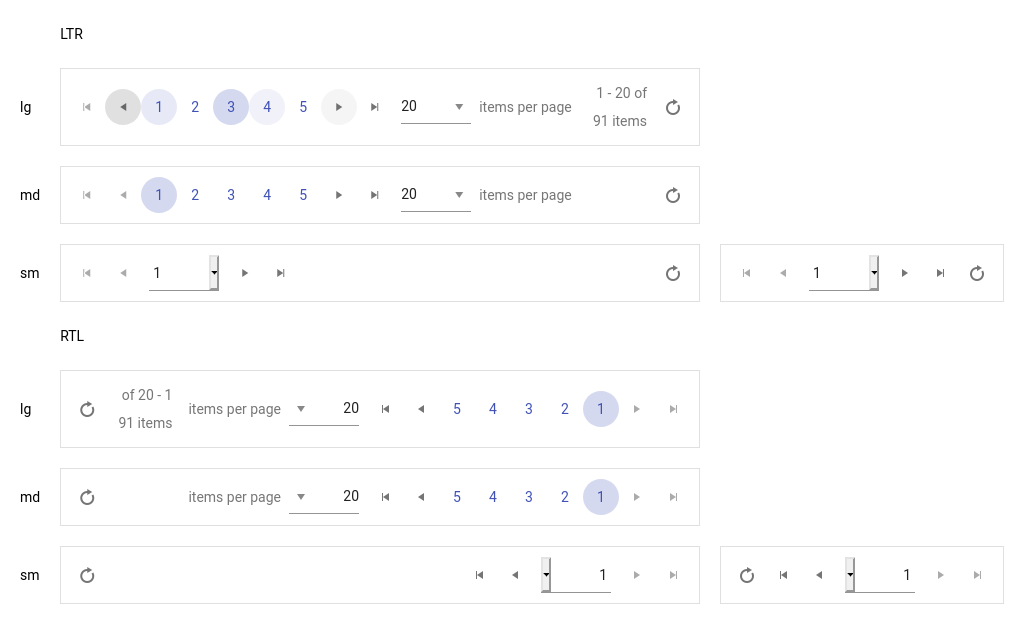 LTR
lg 1 2 3 4 5 20 items per page 1 - 20 of
91 items
md 1 2 3 4 5 20 items per page
sm 1 1
RTL
lg of 20 - 1 items per page 20 5 4 3 2 1
91 items
md items per page 20 5 4 3 2 1
sm 1 1